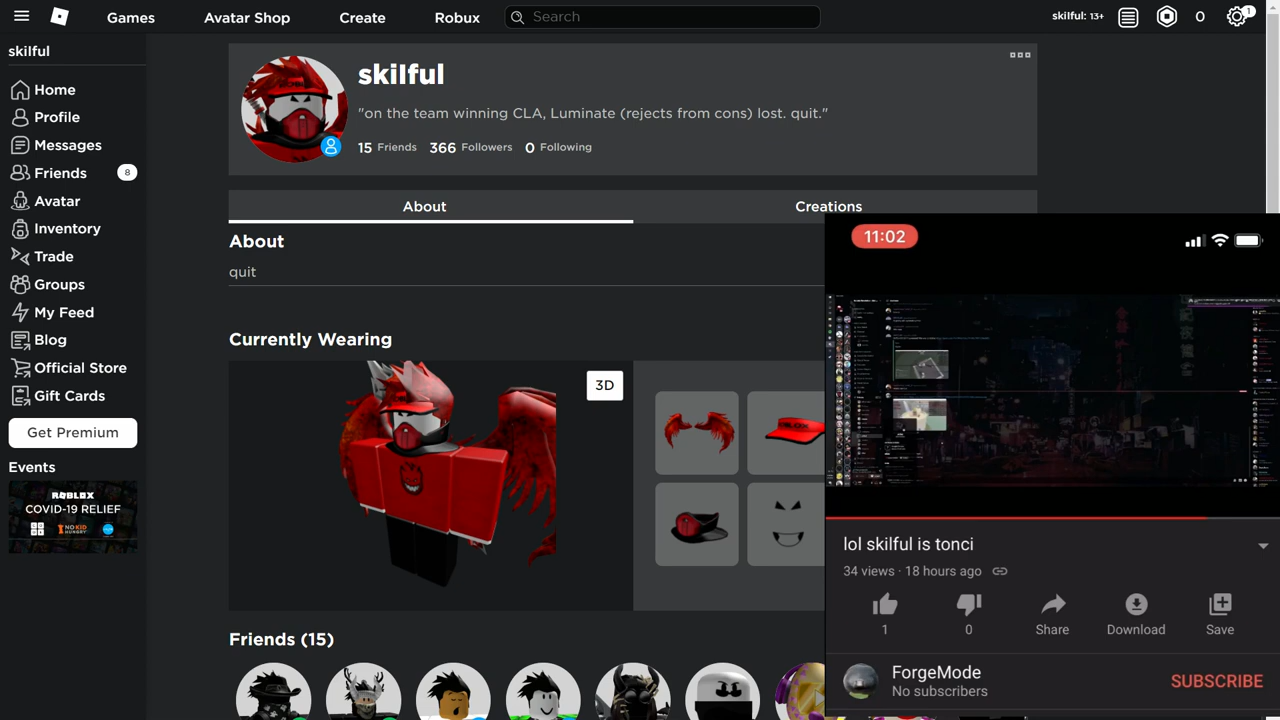 Games
Avatar Shop
Create
Robux
Search
skilful: 13+
0
1
skilful
Home
Profile
Messages
Friends
8
Avatar
Inventory
Trade
Groups
My Feed
Blog
Official Store
Gift Cards
Get Premium
Events
ROBLOX
COVID-19 RELIEF
NO KID
HUNGRY
skilful
"on the team winning CLA, Luminate (rejects from cons) lost. quit."
15 Friends 366 Followers 0 Following
About
Creations
About
quit
Currently Wearing
3D
Friends (15)
11:02
lol skilful is tonci
34 views · 18 hours ago
1
0
Share
Download
Save
ForgeMode
No subscribers
SUBSCRIBE